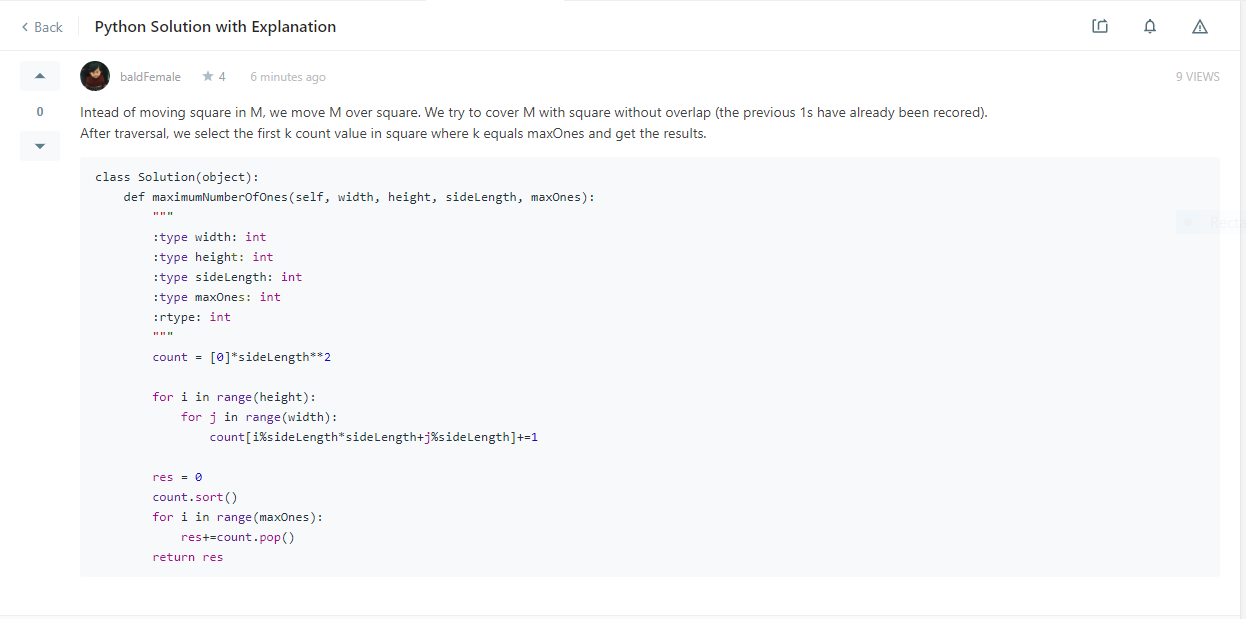 Back
Python Solution with Explanation
baldFemale
4
6 minutes ago
9 VIEWS
0
Intead of moving square in M, we move M over square. We try to cover M with square without overlap (the previous 1s have already been recored).
After traversal, we select the first k count value in square where k equals maxOnes and get the results.
class Solution(object):
    def maximumNumberOfOnes(self, width, height, sideLength, maxOnes):
        """
        :type width: int
        :type height: int
        :type sideLength: int
        :type maxOnes: int
        :rtype: int
        """
        count = [0]*sideLength**2
        for i in range(height):
            for j in range(width):
                count[i%sideLength*sideLength+j%sideLength]+=1
        res = 0
        count.sort()
        for i in range(maxOnes):
            res+=count.pop()
        return res